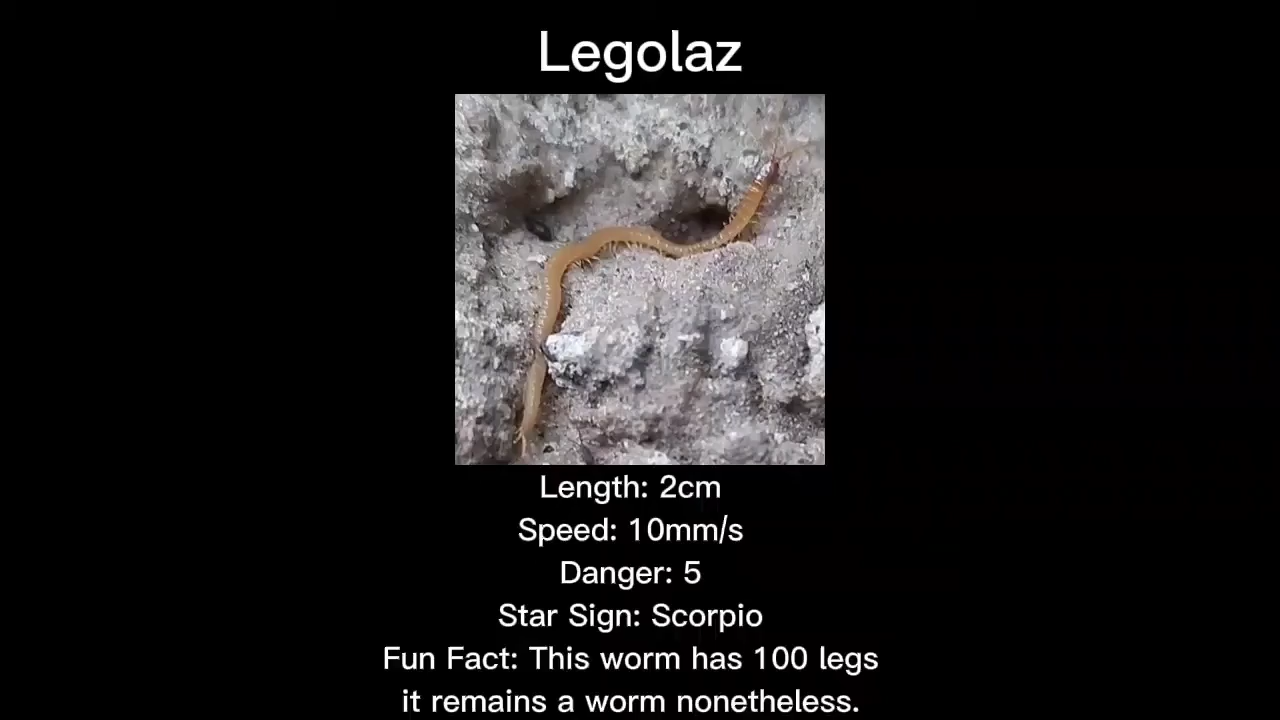 Legolaz
Length: 2cm
Speed: 10mm/s
Danger: 5
Star Sign: Scorpio
Fun Fact: This worm has 100 legs
it remains a worm nonetheless.